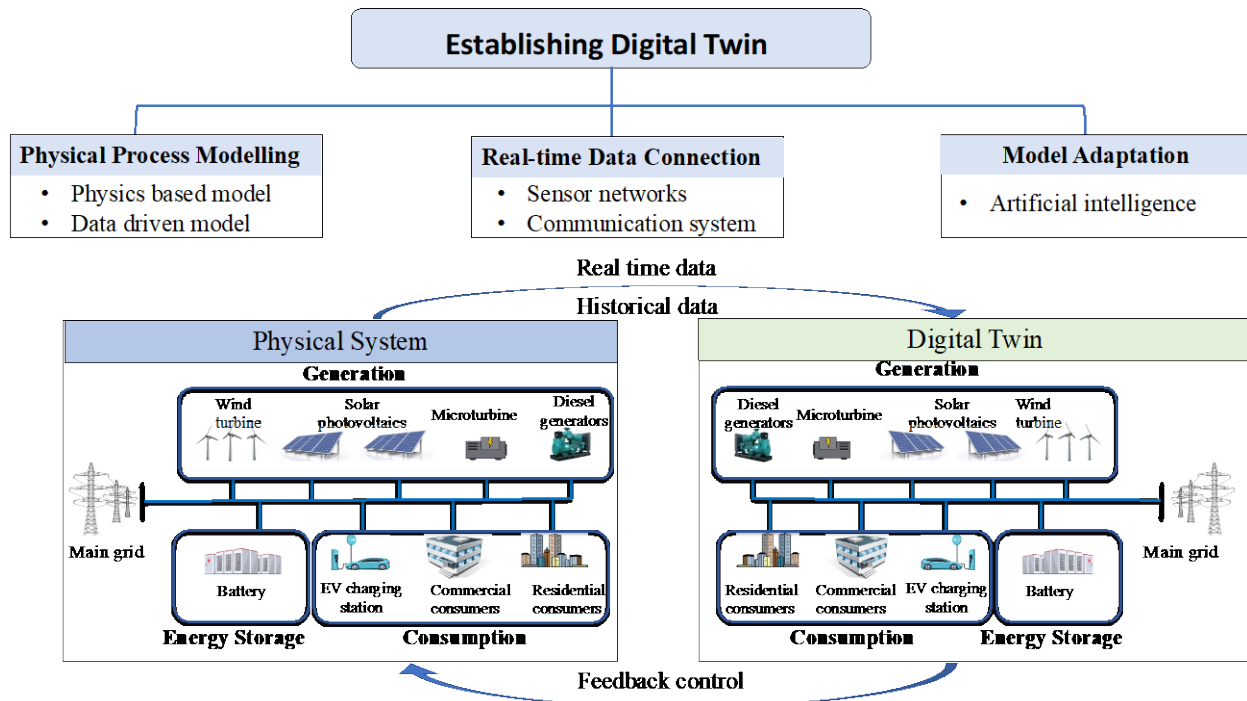 Establishing Digital Twin
Physical Process Modelling
• Physics based model
• Data driven model
Real-time Data Connection
• Sensor networks
• Communication system
Model Adaptation
• Artificial intelligence
Real time data
Historical data
Physical System
Generation
Wind
turbine
Solar
photovoltaics
Microturbine
Diesel
generators
Main grid
Battery
EV charging
station
Commercial
consumers
Residential
consumers
Energy Storage
Consumption
Digital Twin
Generation
Diesel
generators
Microturbine
Solar
photovoltaics
Wind
turbine
Main grid
Residential
consumers
Commercial
consumers
EV charging
station
Battery
Consumption
Energy Storage
Feedback control